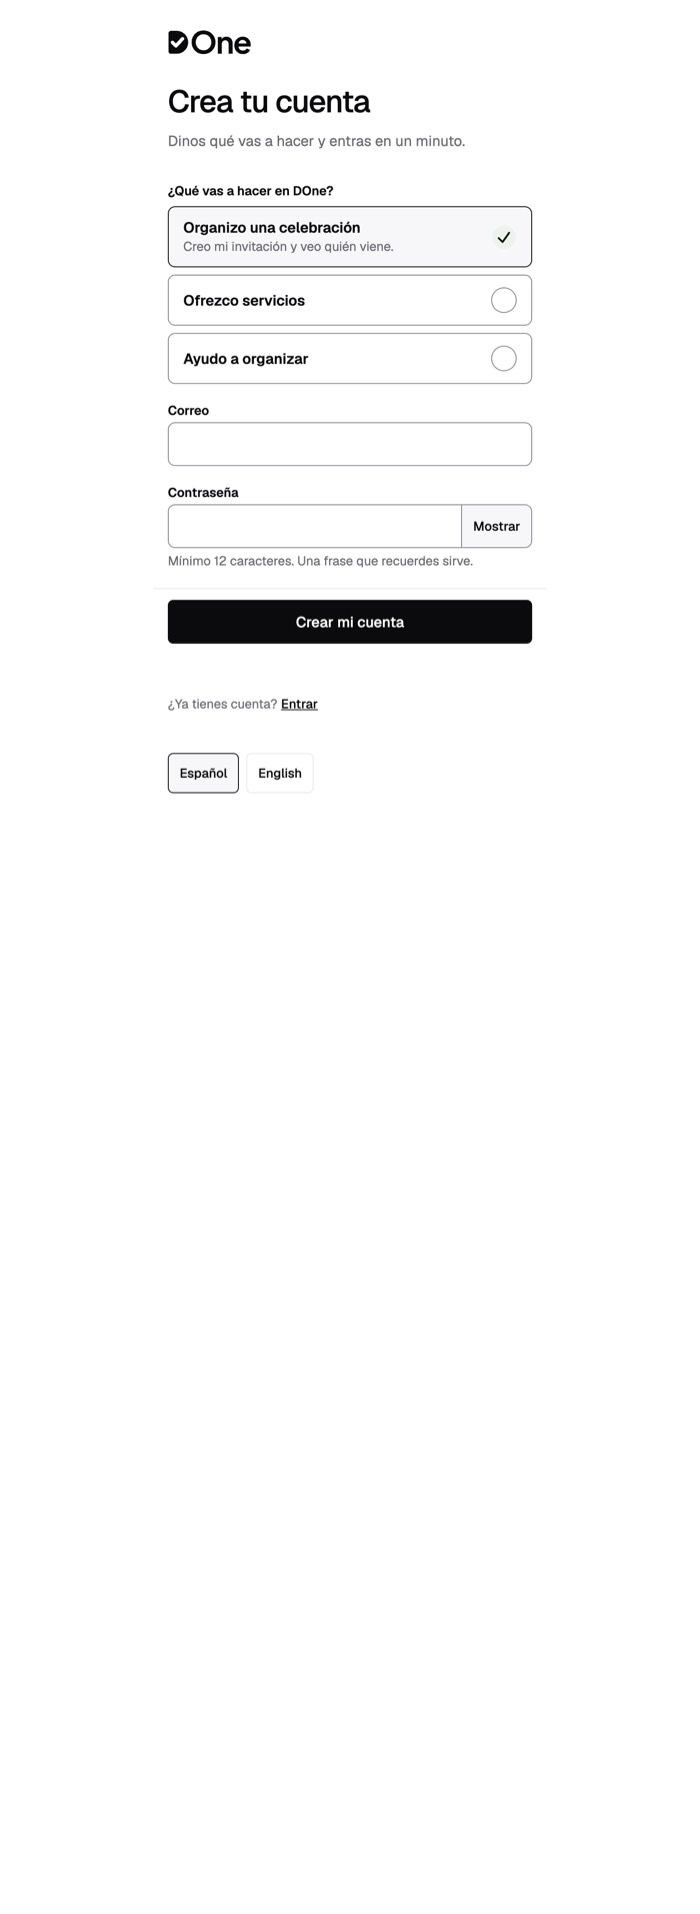 DOne
Crea tu cuenta
Dinos qué vas a hacer y entras en un minuto.
¿Qué vas a hacer en DOne?
Organizo una celebración
Creo mi invitación y veo quién viene.
Ofrezco servicios
Ayudo a organizar
Correo
Contraseña
Mostrar
Mínimo 12 caracteres. Una frase que recuerdes sirve.
Crear mi cuenta
¿Ya tienes cuenta? Entrar
Español English